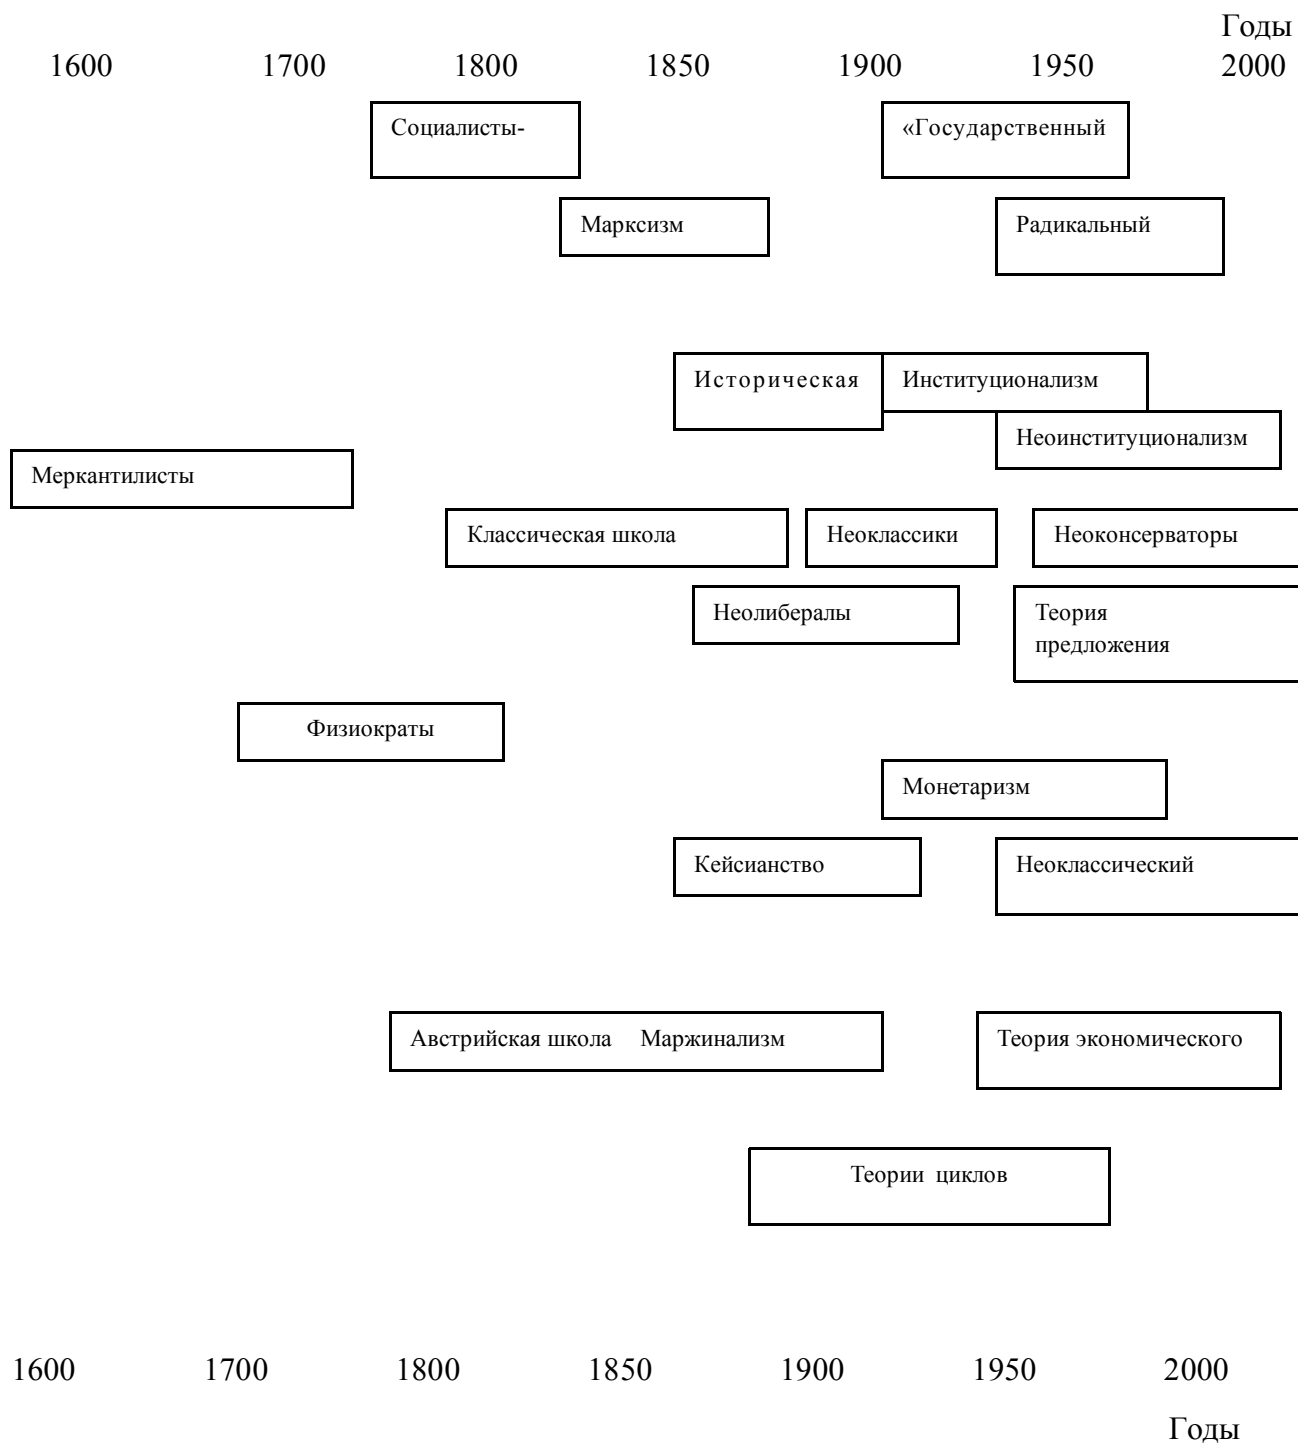 Годы
1600 1700 1800 1850 1900 1950 2000
Социалисты- «Государственный
Марксизм Радикальный
Историческая Институционализм
Неоинституционализм
Меркантилисты
Классическая школа Неоклассики Неоконсерваторы
Неолибералы Теория
предложения
Физиократы
Монетаризм
Кейсианство Неоклассический
Австрийская школа Маржинализм Теория экономического
Теории циклов
1600 1700 1800 1850 1900 1950 2000
Годы